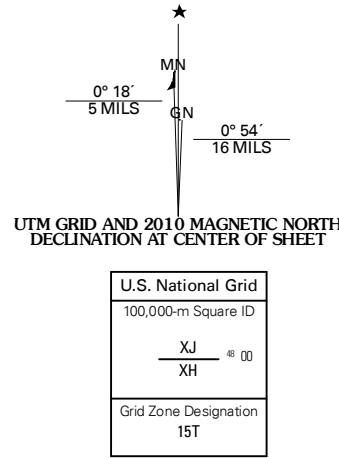 ★
MN
0° 18´
5 MILS
GN
0° 54´
16 MILS
UTM GRID AND 2010 MAGNETIC NORTH
DECLINATION AT CENTER OF SHEET
U.S. National Grid
100,000-m Square ID
XJ
48 00
XH
Grid Zone Designation
15T